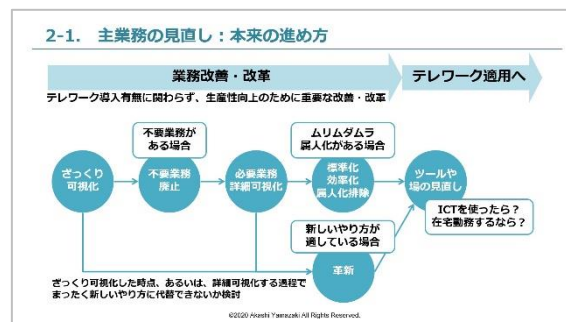 2-1. 主業務の見直し：本来の進め方
業務改善・改革
テレワーク適用へ
テレワーク導入有無に関わらず、生産性向上のために重要な改善・改革
不要業務が
ある場合
ムリムダムラ
属人化がある場合
ざっくり
可視化
不要業務
廃止
必要業務
詳細可視化
標準化
効率化
属人化排除
ツールや
場の見直し
ICTを使ったら？
在宅勤務するなら？
新しいやり方が
適している場合
革新
ざっくり可視化した時点、あるいは、詳細可視化する過程で
まったく新しいやり方に代替できないか検討
©2020 Akashi Yamazaki All Rights Reserved.